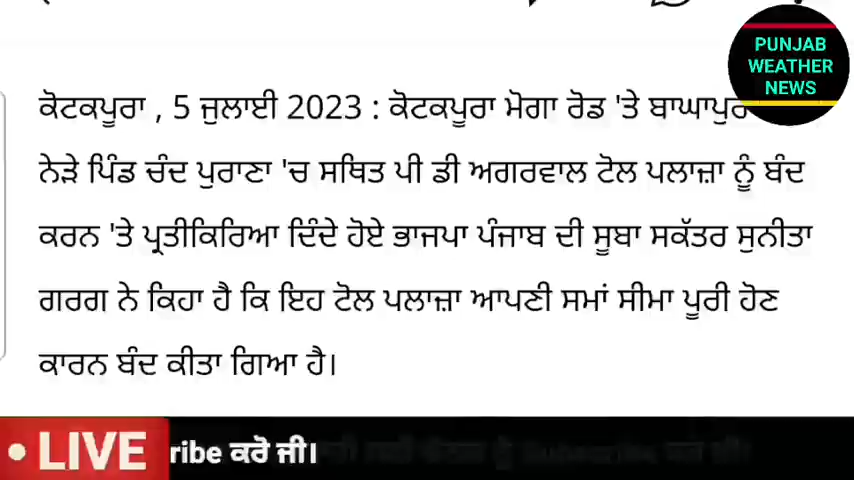 PUNJAB
WEATHER
NEWS
ਕੋਟਕਪੂਰਾ , 5 ਜੁਲਾਈ 2023 : ਕੋਟਕਪੂਰਾ ਮੋਗਾ ਰੋਡ 'ਤੇ
ਨੇੜੇ ਪਿੰਡ ਚੰਦ ਪੁਰਾਣਾ 'ਚ ਸਥਿਤ ਪੀ ਡੀ ਅਗਰਵਾਲ ਟੋਲ ਪਲਾਜ਼ਾ ਨੂੰ ਬੰਦ
ਕਰਨ 'ਤੇ ਪ੍ਰਤੀਕਿਰਿਆ ਦਿੰਦੇ ਹੋਏ ਭਾਜਪਾ ਪੰਜਾਬ ਦੀ ਸੂਬਾ ਸਕੱਤਰ ਸੁਨੀਤਾ
ਗਰਗ ਨੇ ਕਿਹਾ ਹੈ ਕਿ ਇਹ ਟੋਲ ਪਲਾਜ਼ਾ ਆਪਣੀ ਸਮਾਂ ਸੀਮਾ ਪੂਰੀ ਹੋਣ
ਕਾਰਨ ਬੰਦ ਕੀਤਾ ਗਿਆ ਹੈ।
LIVE ribe ਕਰੋ ਜੀ।